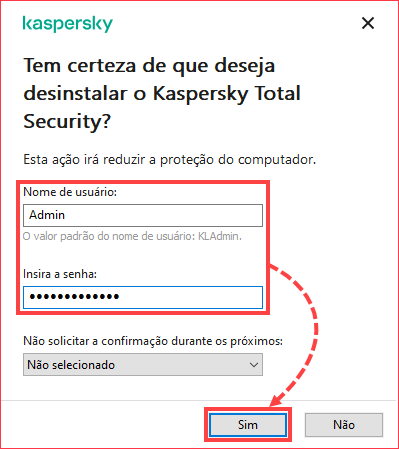 kaspersky
Tem certeza de que deseja
desinstalar o Kaspersky Total
Security?
Esta ação irá reduzir a proteção do computador.
Nome de usuário:
Admin
O valor padrão do nome de usuário: KLAdmin.
Insira a senha:
•••••••••••••
Não solicitar a confirmação durante os próximos:
Não selecionado
Sim
Não